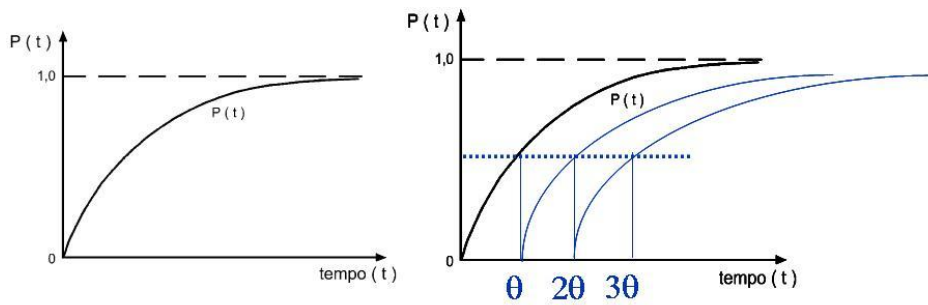 P ( t )
1,0
P ( t )
0
tempo ( t )
P ( t )
1,0
P ( t )
0
tempo ( t )
θ 2θ 3θ